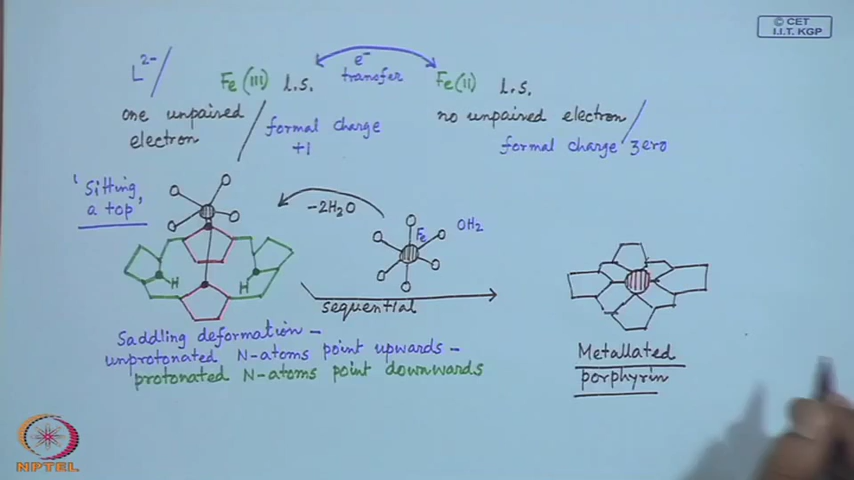 © CET
I.I.T. KGP
L²⁻/
Fe(III) l.s.
e⁻
transfer
Fe(II) l.s.
one unpaired
electron
formal charge
+1
no unpaired electron
formal charge zero
'Sitting
a top'
-2H₂O
Fe
OH₂
H
H
sequential
Saddling deformation –
unprotonated N-atoms point upwards –
protonated N-atoms point downwards
Metallated
porphyrin
NPTEL